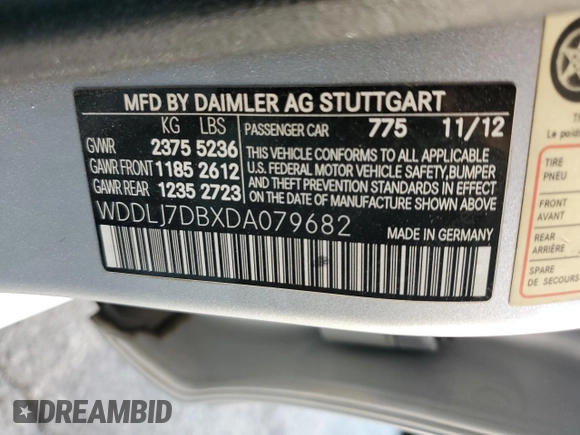 MFD BY DAIMLER AG STUTTGART
KG LBS
PASSENGER CAR 775 11/12
GVWR 2375 5236
GAWR FRONT 1185 2612
GAWR REAR 1235 2723
THIS VEHICLE CONFORMS TO ALL APPLICABLE
U.S. FEDERAL MOTOR VEHICLE SAFETY, BUMPER
AND THEFT PREVENTION STANDARDS IN EFFECT
ON THE DATE OF MANUFACTURE SHOWN ABOVE
WDDLJ7DBXDA079682
MADE IN GERMANY
Le poids
TIRE
PNEU
FRONT
AVANT
REAR
ARRIÈRE
SPARE
DE SECOURS
DREAMBID